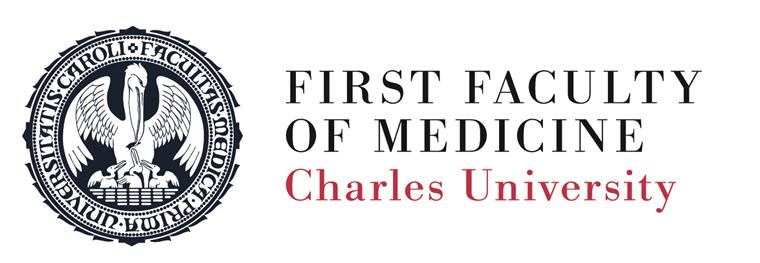 UNIVERSITATIS·CAROLI✦FACULTAS·MEDICA·PRIMA
FIRST FACULTY
OF MEDICINE
Charles University